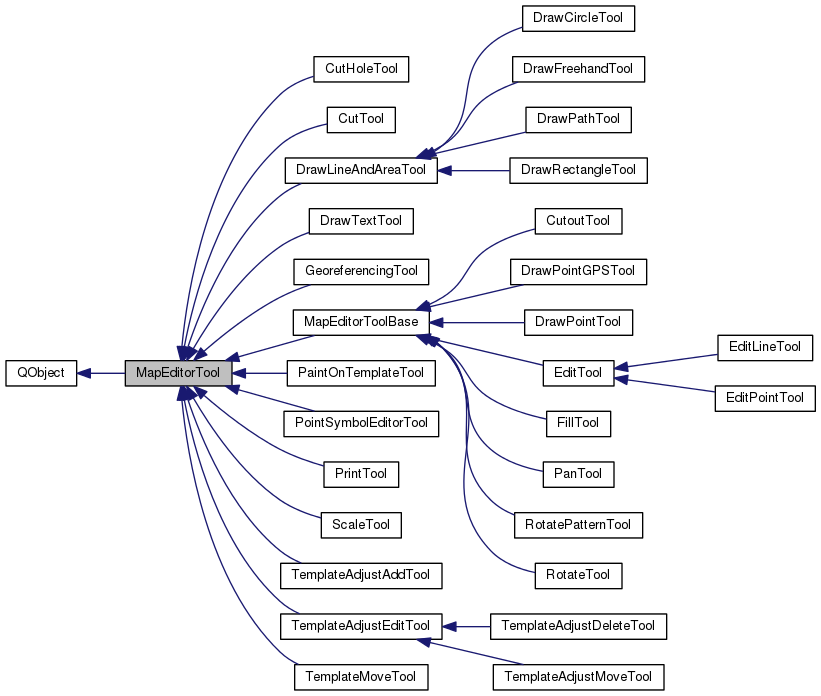 DrawCircleTool
CutHoleTool
DrawFreehandTool
CutTool
DrawPathTool
DrawLineAndAreaTool
DrawRectangleTool
DrawTextTool
CutoutTool
GeoreferencingTool
DrawPointGPSTool
MapEditorToolBase
DrawPointTool
EditLineTool
QObject
MapEditorTool
PaintOnTemplateTool
EditTool
EditPointTool
PointSymbolEditorTool
FillTool
PrintTool
PanTool
ScaleTool
RotatePatternTool
TemplateAdjustAddTool
RotateTool
TemplateAdjustEditTool
TemplateAdjustDeleteTool
TemplateMoveTool
TemplateAdjustMoveTool